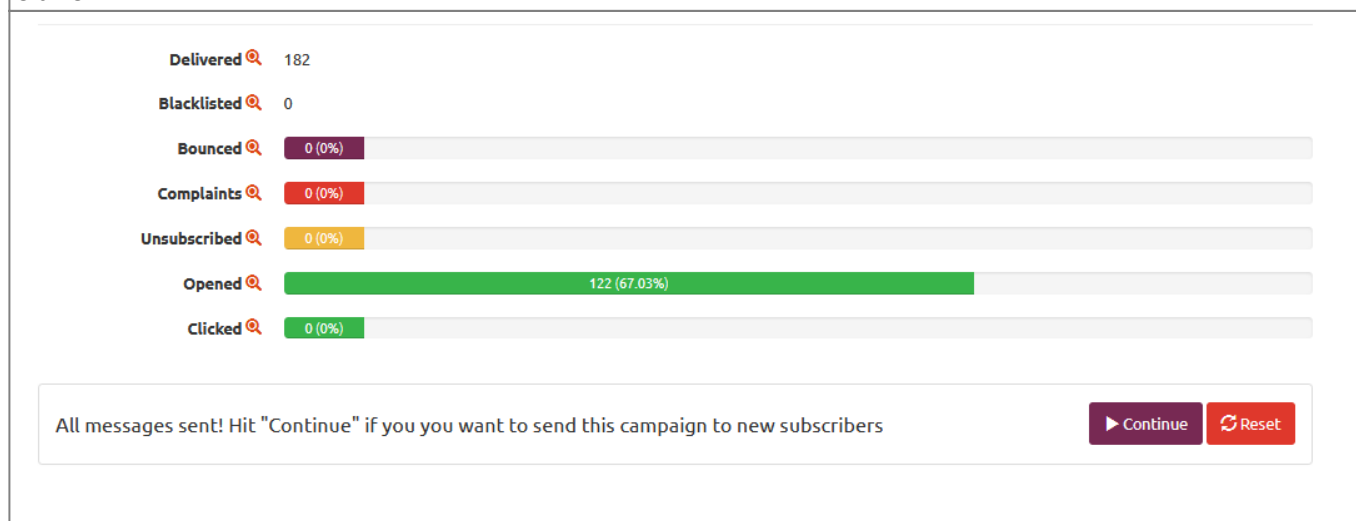 Delivered 182
Blacklisted 0
Bounced 0 (0%)
Complaints 0 (0%)
Unsubscribed 0 (0%)
Opened 122 (67.03%)
Clicked 0 (0%)
All messages sent! Hit "Continue" if you you want to send this campaign to new subscribers Continue Reset